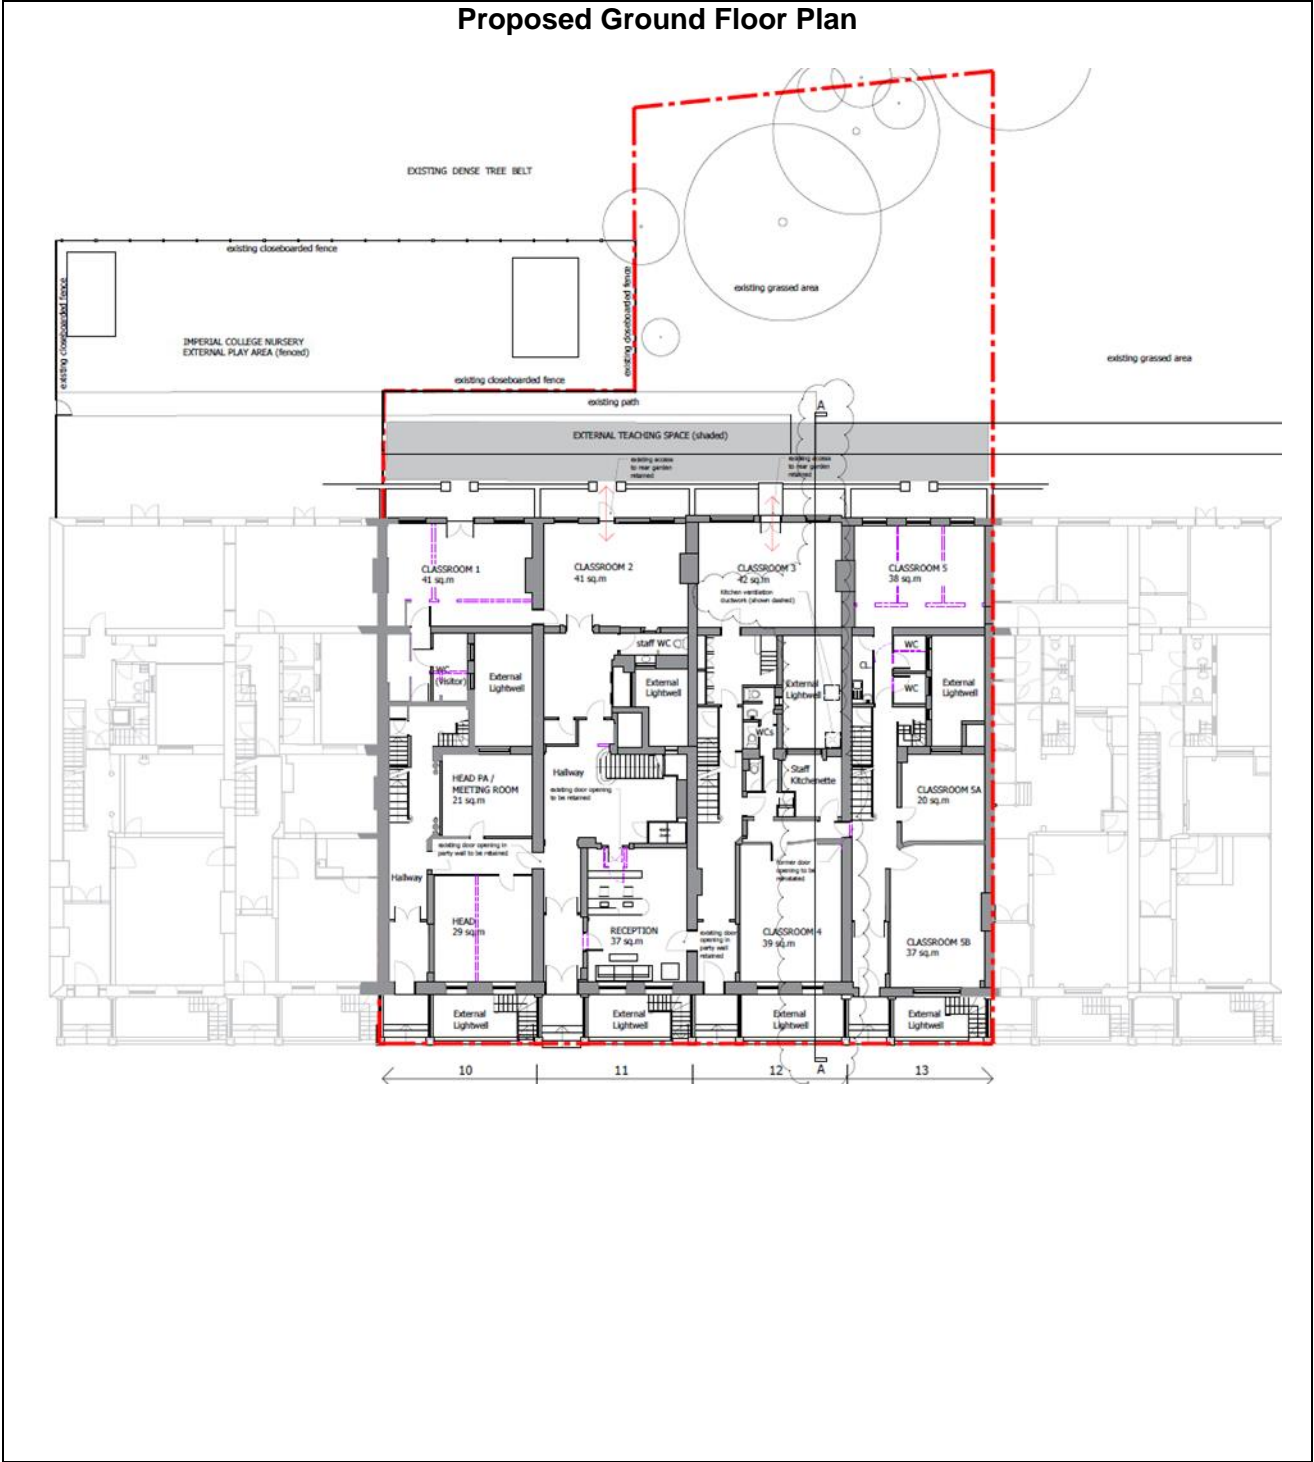 Proposed Ground Floor Plan
EXISTING DENSE TREE BELT
existing closeboarded fence
existing closeboarded fence
existing closeboarded fence
existing grassed area
IMPERIAL COLLEGE NURSERY
EXTERNAL PLAY AREA (fenced)
existing grassed area
existing closeboarded fence
existing path
A
EXTERNAL TEACHING SPACE (shaded)
existing access
to rear garden
retained
existing access
to rear garden
retained
CLASSROOM 1
41 sq.m
CLASSROOM 2
41 sq.m
CLASSROOM 3
42 sq.m
Kitchen ventilation
ductwork (shown dashed)
CLASSROOM 5
38 sq.m
WC
(Visitor)
External
Lightwell
staff WC
External
Lightwell
External
Lightwell
WCs
CL
WC
WC
External
Lightwell
HEAD PA /
MEETING ROOM
21 sq.m
Hallway
existing door opening
to be retained
Staff
Kitchenette
CLASSROOM 5A
20 sq.m
existing door opening in
party wall to be retained
Hallway
HEAD
29 sq.m
RECEPTION
37 sq.m
existing door
opening in
party wall
retained
former door
opening to be
reinstated
CLASSROOM 4
39 sq.m
CLASSROOM 5B
37 sq.m
External
Lightwell
External
Lightwell
External
Lightwell
External
Lightwell
10
11
12
A
13